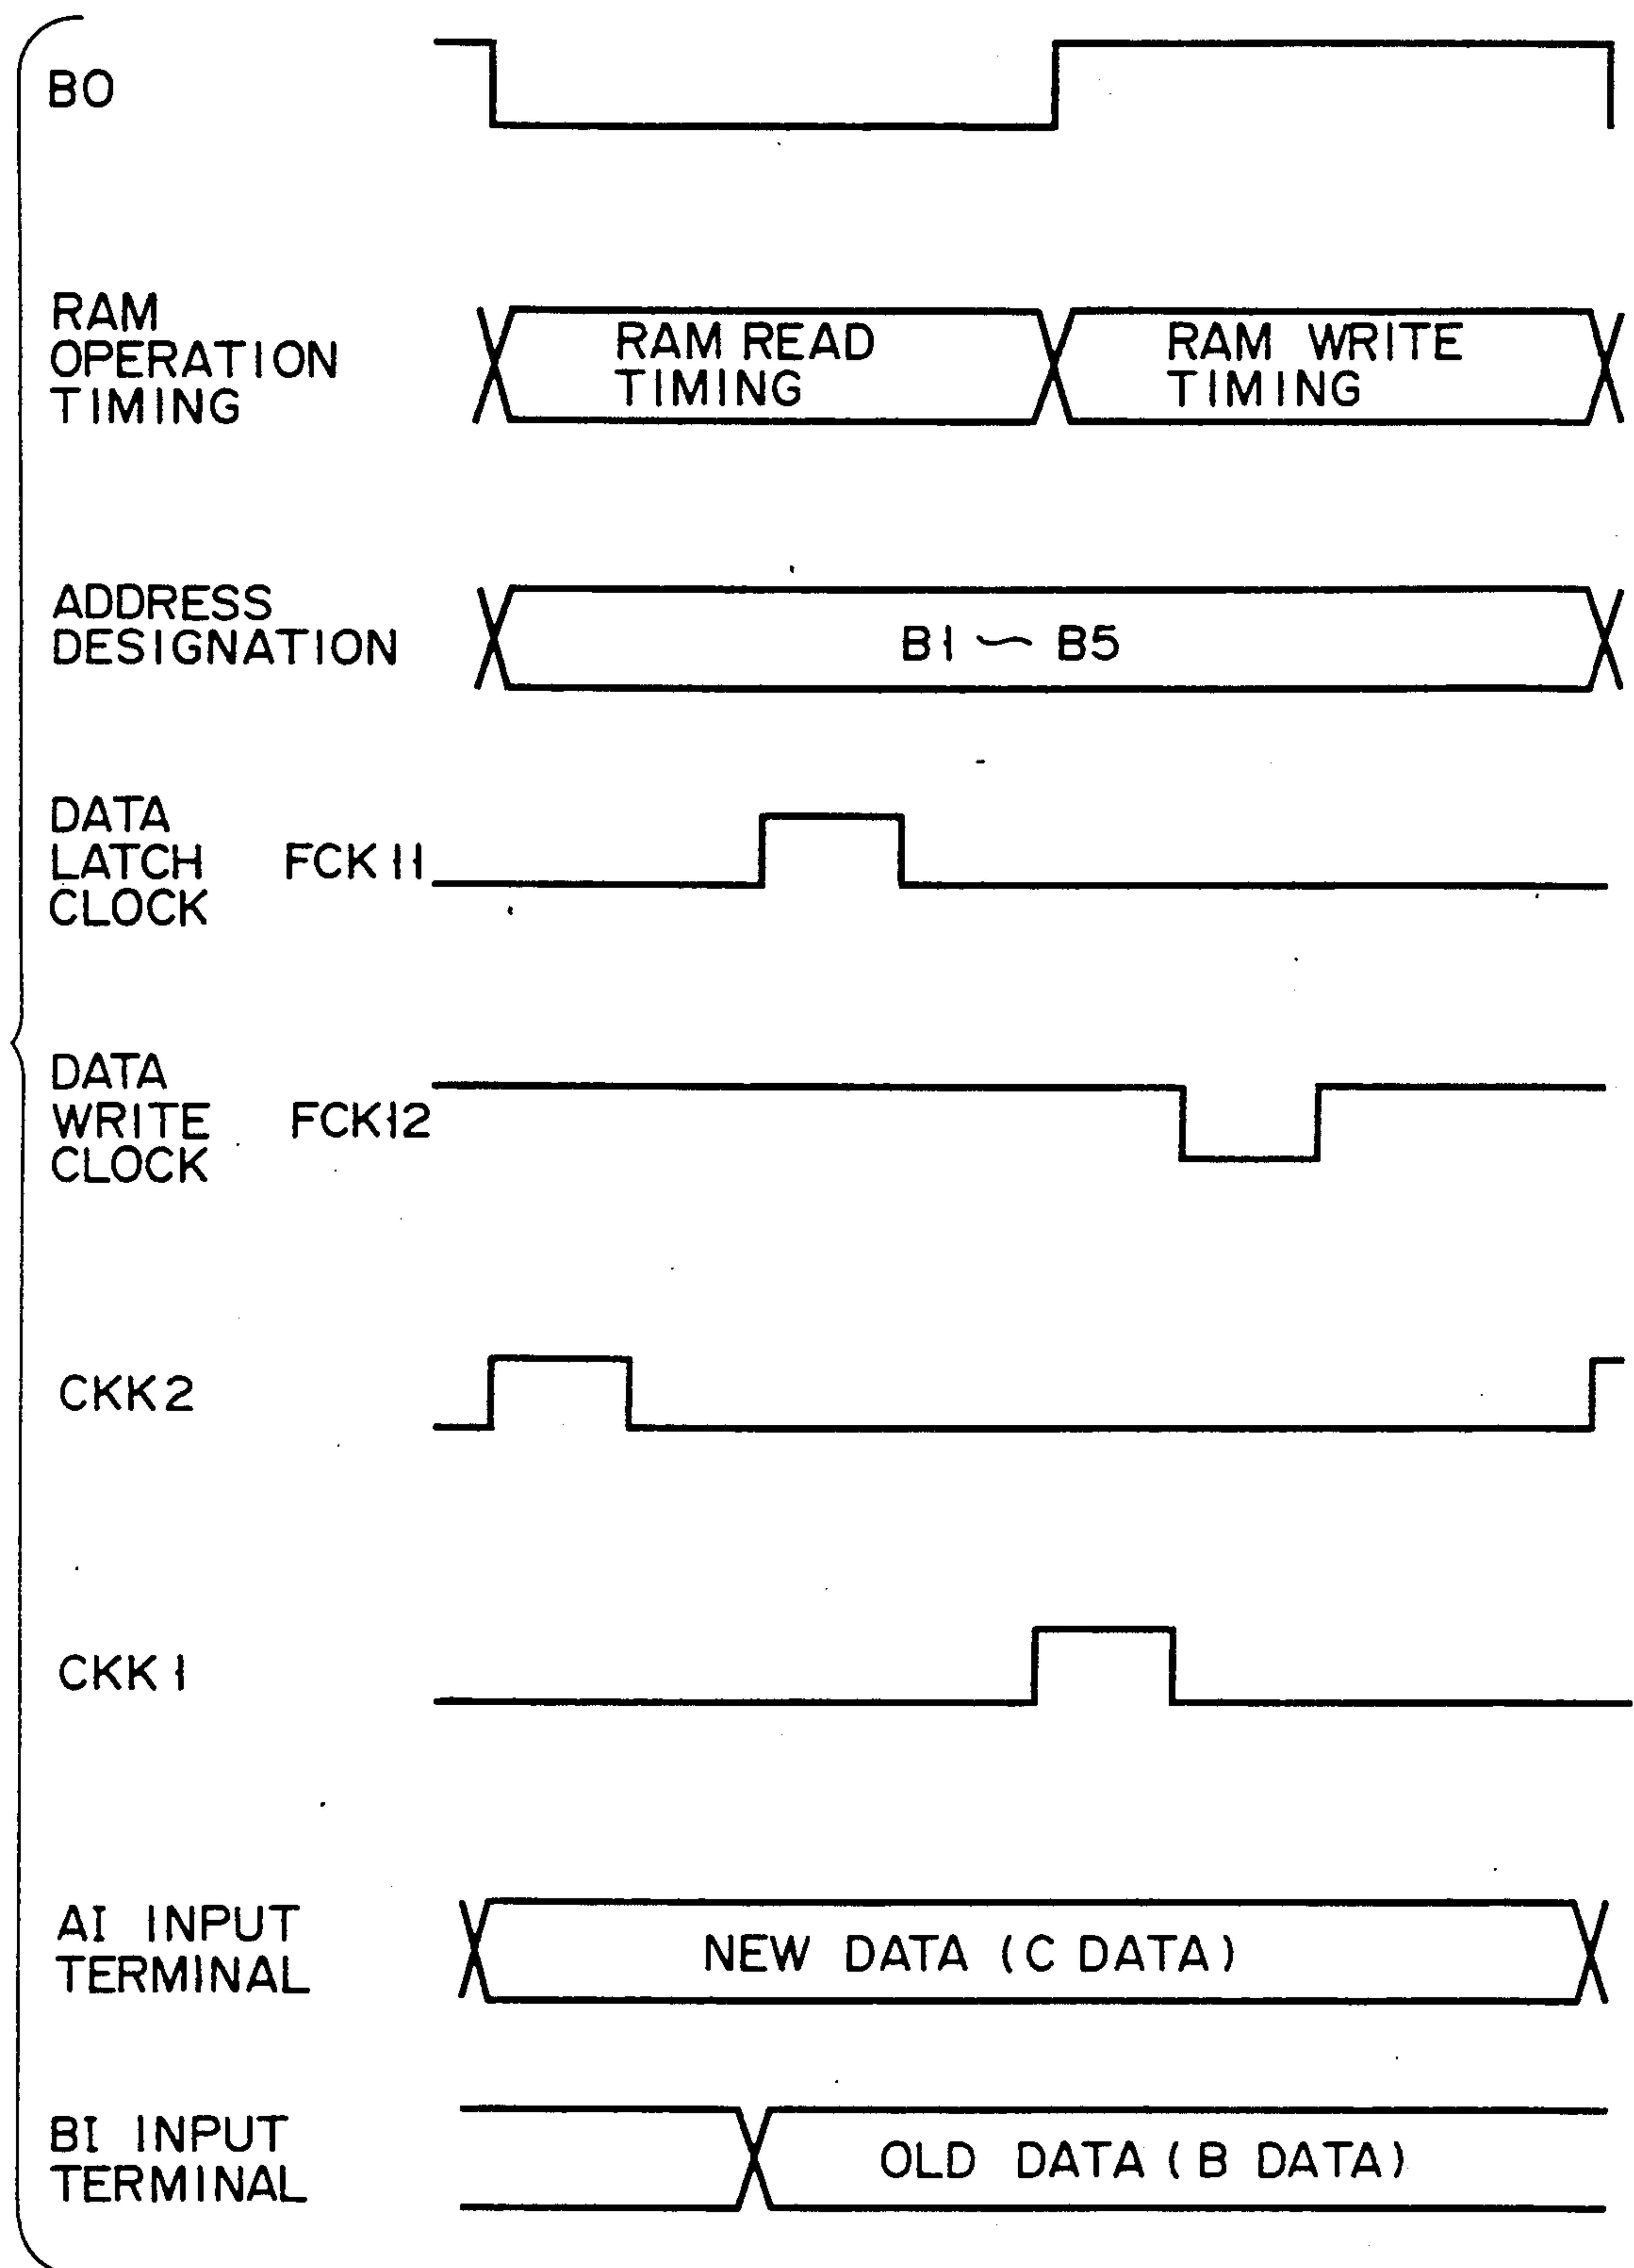 BO
RAM
OPERATION
TIMING
RAM READ
TIMING
RAM WRITE
TIMING
ADDRESS
DESIGNATION
B1 ~ B5
DATA
LATCH
CLOCK
FCK11
DATA
WRITE
CLOCK
FCK12
CKK2
CKK1
AI INPUT
TERMINAL
NEW DATA (C DATA)
BI INPUT
TERMINAL
OLD DATA (B DATA)